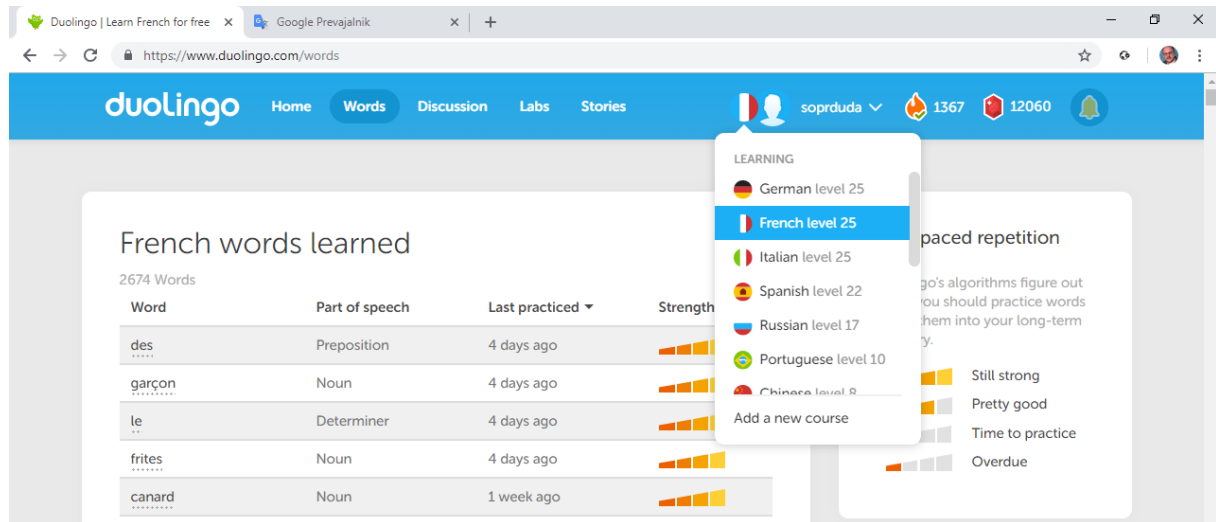 Duolingo | Learn French for free
Google Prevajalnik
https://www.duolingo.com/words
duolingo Home Words Discussion Labs Stories soprduda 1367 12060
LEARNING
German level 25
French level 25
Italian level 25
Spanish level 22
Russian level 17
Portuguese level 10
Chinese level 8
Add a new course
French words learned
2674 Words
Word Part of speech Last practiced Strength
des Preposition 4 days ago
garçon Noun 4 days ago
le Determiner 4 days ago
frites Noun 4 days ago
canard Noun 1 week ago
paced repetition
go's algorithms figure out
you should practice words
them into your long-term
Still strong
Pretty good
Time to practice
Overdue